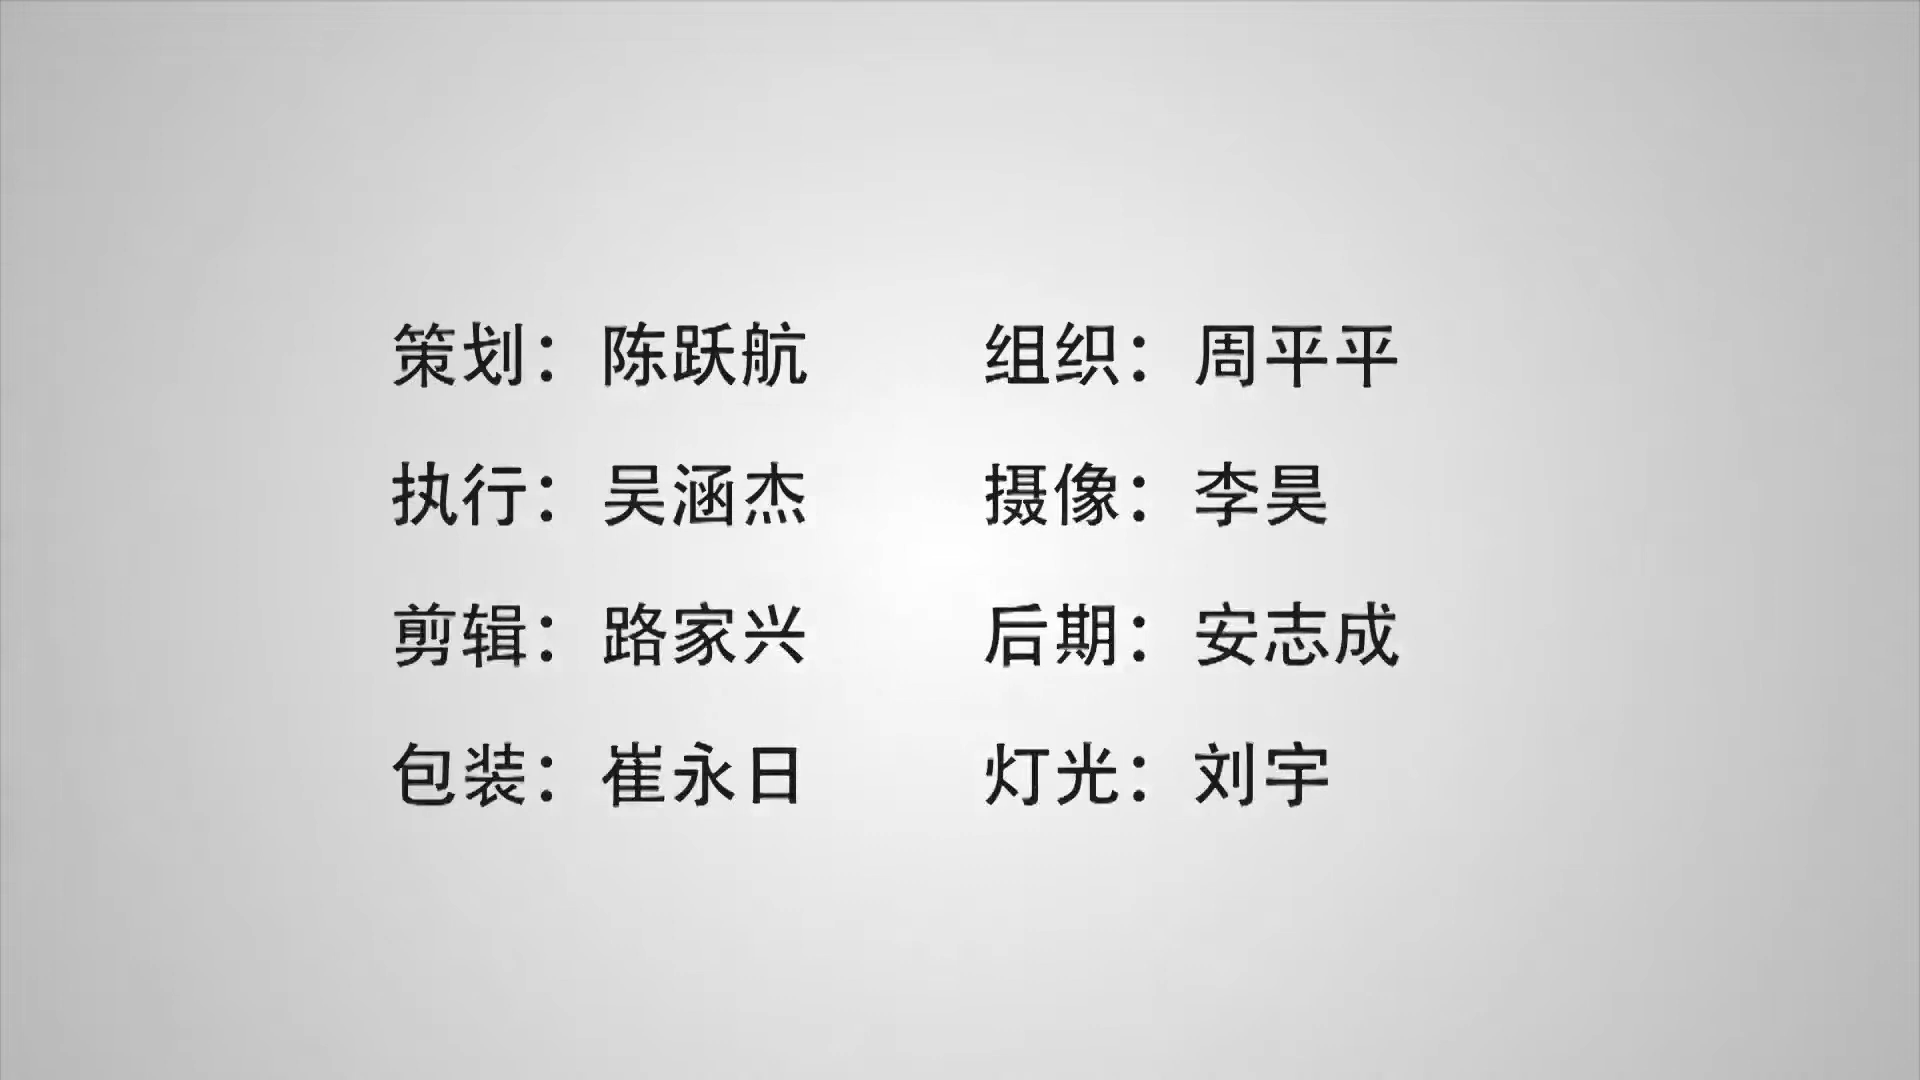 策划：陈跃航 组织：周平平
执行：吴涵杰 摄像：李昊
剪辑：路家兴 后期：安志成
包装：崔永日 灯光：刘宇